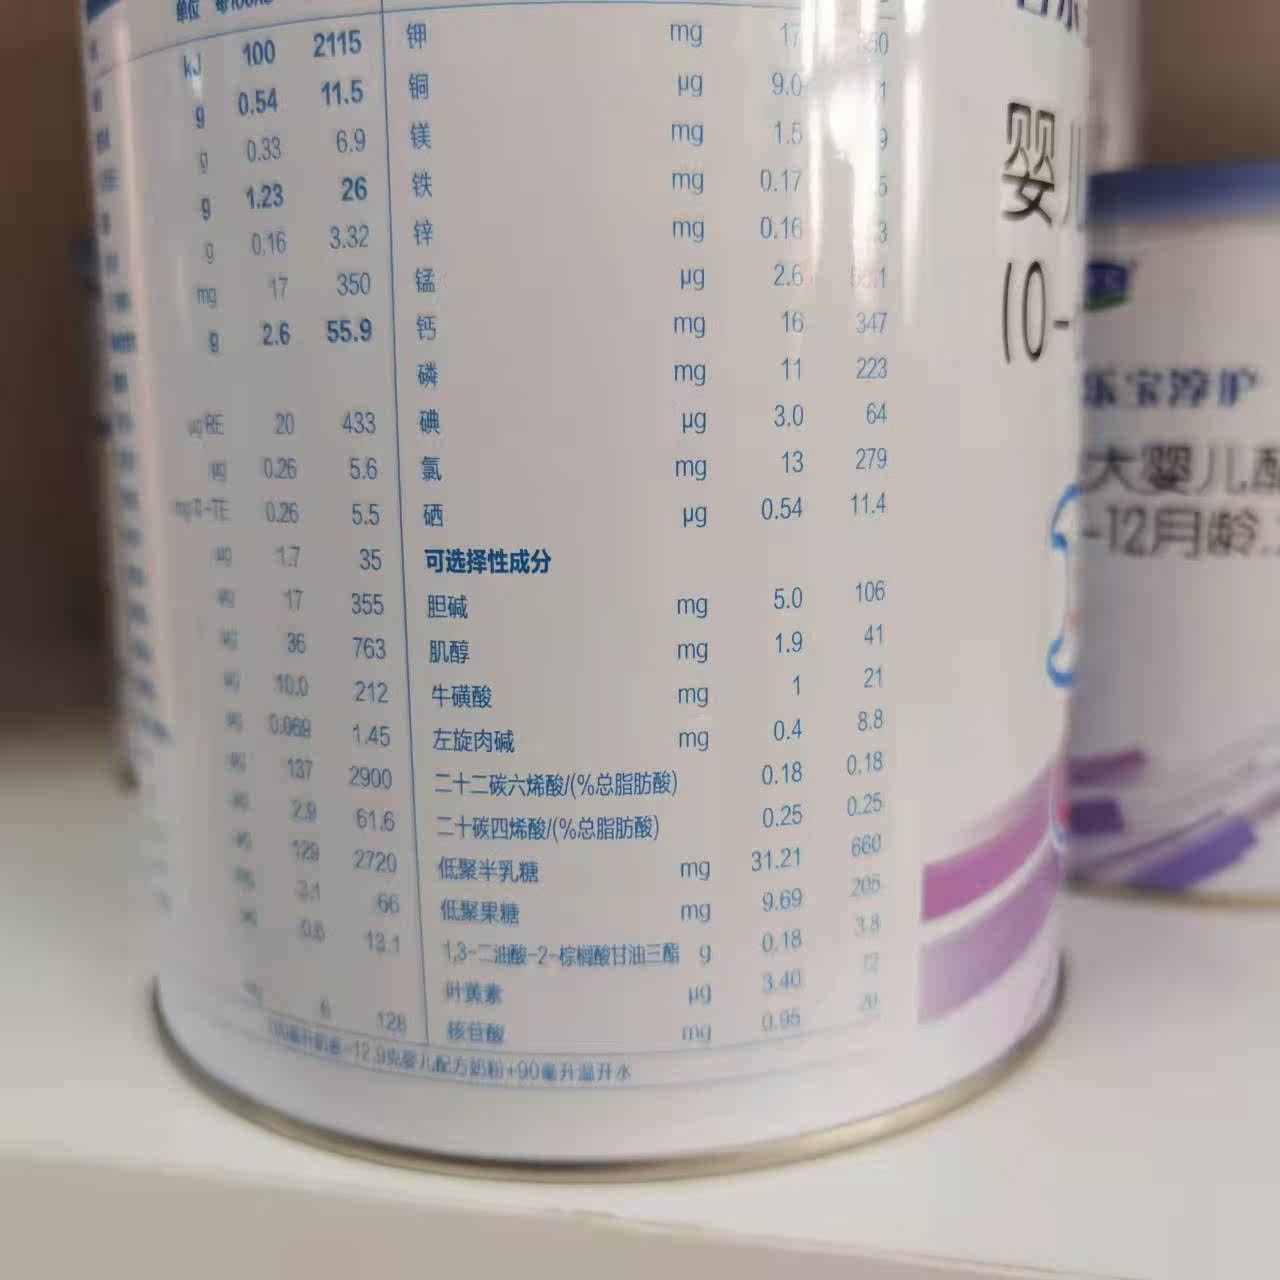 单位
kJ 100 2115
g 0.54 11.5
g 0.33 6.9
g 1.23 26
g 0.16 3.32
mg 17 350
g 2.6 55.9
μg RE 20 433
μg 0.26 5.6
mg α-TE 0.26 5.5
μg 1.7 35
μg 17 355
μg 36 763
μg 10.0 212
μg 0.069 1.45
μg 137 2900
μg 2.9 61.6
μg 129 2720
3.1 66
0.6 13.1
6 128
钾 mg 17
铜 μg 9.0
镁 mg 1.5
铁 mg 0.17
锌 mg 0.16
锰 μg 2.6
钙 mg 16 347
磷 mg 11 223
碘 μg 3.0 64
氯 mg 13 279
硒 μg 0.54 11.4
可选择性成分
胆碱 mg 5.0 106
肌醇 mg 1.9 41
牛磺酸 mg 1 21
左旋肉碱 mg 0.4 8.8
二十二碳六烯酸/(%总脂肪酸) 0.18 0.18
二十碳四烯酸/(%总脂肪酸) 0.25 0.25
低聚半乳糖 mg 31.21 660
低聚果糖 mg 9.69 205
1,3-二油酸-2-棕榈酸甘油三酯 g 0.18 3.8
叶黄素 μg 3.40 72
核苷酸 mg 0.95 20
100毫升奶液=12.9克婴儿配方奶粉+90毫升温开水
婴儿
(0-
乐宝淳护
大婴儿配
-12月龄